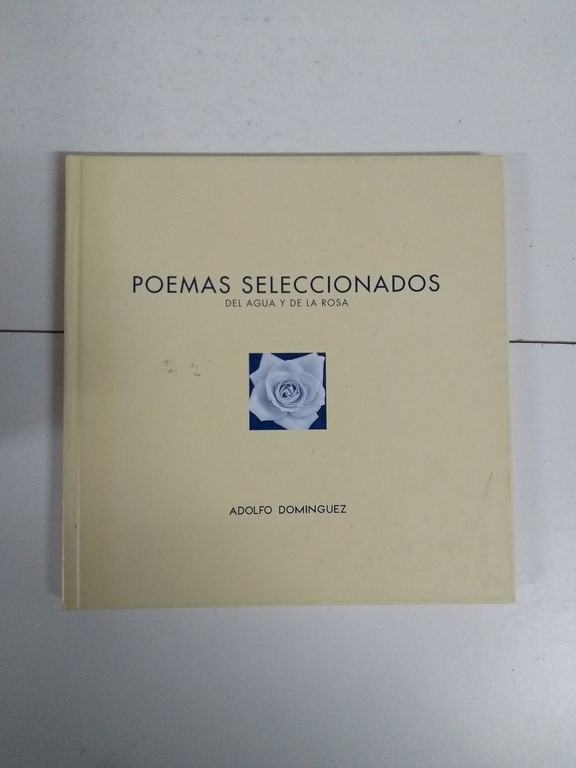 POEMAS SELECCIONADOS
DEL AGUA Y DE LA ROSA
ADOLFO DOMINGUEZ